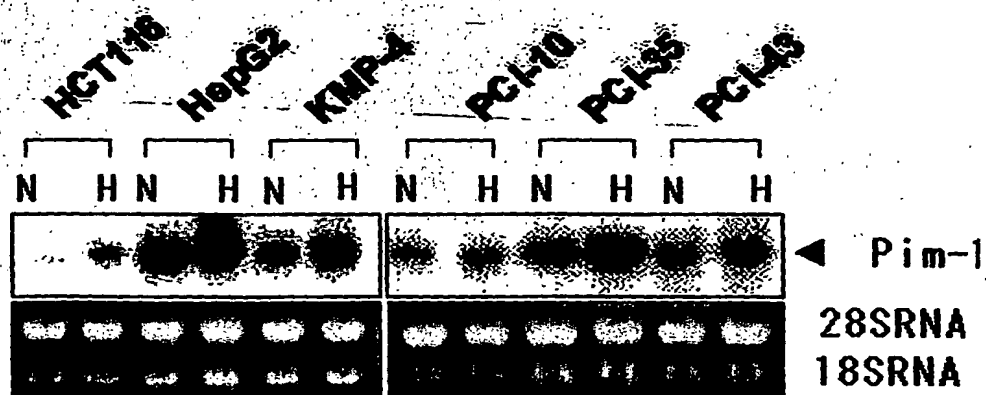 HCT116 HepG2 KMP-4 PCI-10 PCI-35 PCI-43
N H N H N H N H N H N H
Pim-1
28SRNA
18SRNA